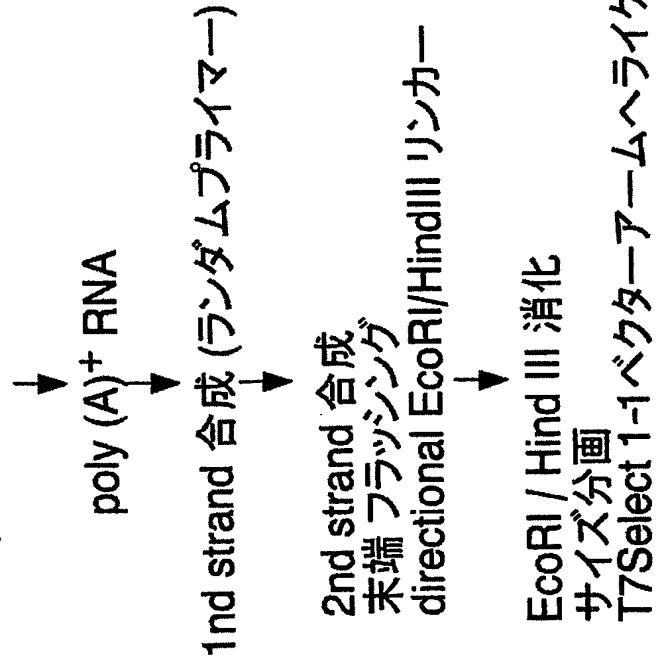 poly (A)+ RNA
1nd strand 合成 (ランダムプライマー)
2nd strand 合成
末端 フラッシング
directional EcoRI/HindIII リンカー
EcoRI / Hind III 消化
サイズ分画
T7Select 1-1ベクターアームへライゲ